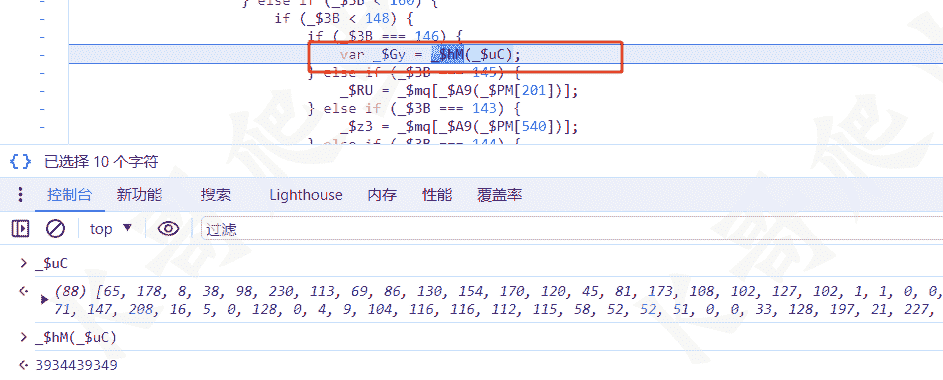 } else if (_$3B < 160) {
if (_$3B < 148) {
if (_$3B === 146) {
var _$Gy = _$hM(_$uC);
} else if (_$3B === 145) {
_$RU = _$mq[_$A9(_$PM[201])];
} else if (_$3B === 143) {
_$z3 = _$mq[_$A9(_$PM[540])];
} else if (_$3B === 144) {
{} 已选择 10 个字符
控制台 新功能 搜索 Lighthouse 内存 性能 覆盖率
top ▼ 过滤
> _$uC
(88) [65, 178, 8, 38, 98, 230, 113, 69, 86, 130, 154, 170, 120, 45, 81, 173, 108, 102, 127, 102, 1, 1, 0, 0,
71, 147, 208, 16, 5, 0, 128, 0, 4, 9, 104, 116, 116, 112, 115, 58, 52, 52, 51, 0, 0, 33, 128, 197, 21, 227,
> _$hM(_$uC)
3934439349